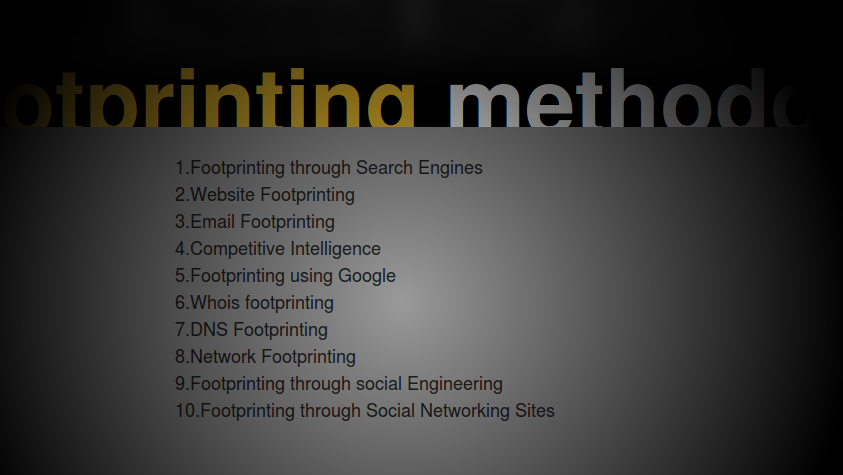 otprinting methodo
1.Footprinting through Search Engines
2.Website Footprinting
3.Email Footprinting
4.Competitive Intelligence
5.Footprinting using Google
6.Whois footprinting
7.DNS Footprinting
8.Network Footprinting
9.Footprinting through social Engineering
10.Footprinting through Social Networking Sites